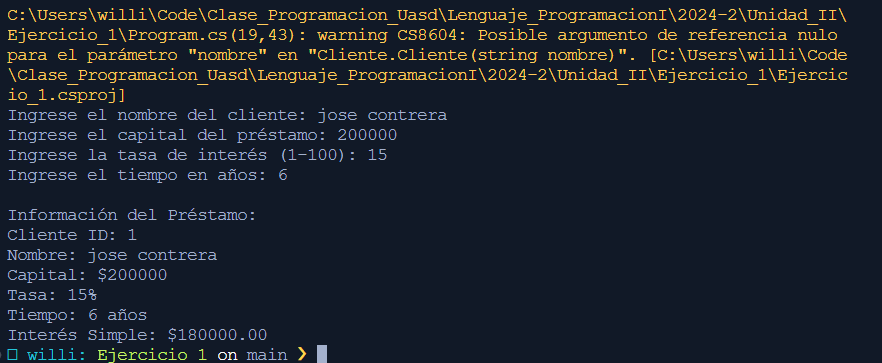 C:\Users\willi\Code\Clase_Programacion_Uasd\Lenguaje_ProgramacionI\2024-2\Unidad_II\
Ejercicio_1\Program.cs(19,43): warning CS8604: Posible argumento de referencia nulo
para el parámetro "nombre" en "Cliente.Cliente(string nombre)". [C:\Users\willi\Code
\Clase_Programacion_Uasd\Lenguaje_ProgramacionI\2024-2\Unidad_II\Ejercicio_1\Ejercic
io_1.csproj]
Ingrese el nombre del cliente: jose contrera
Ingrese el capital del préstamo: 200000
Ingrese la tasa de interés (1-100): 15
Ingrese el tiempo en años: 6
Información del Préstamo:
Cliente ID: 1
Nombre: jose contrera
Capital: $200000
Tasa: 15%
Tiempo: 6 años
Interés Simple: $180000.00
willi: Ejercicio_1 on main ❯